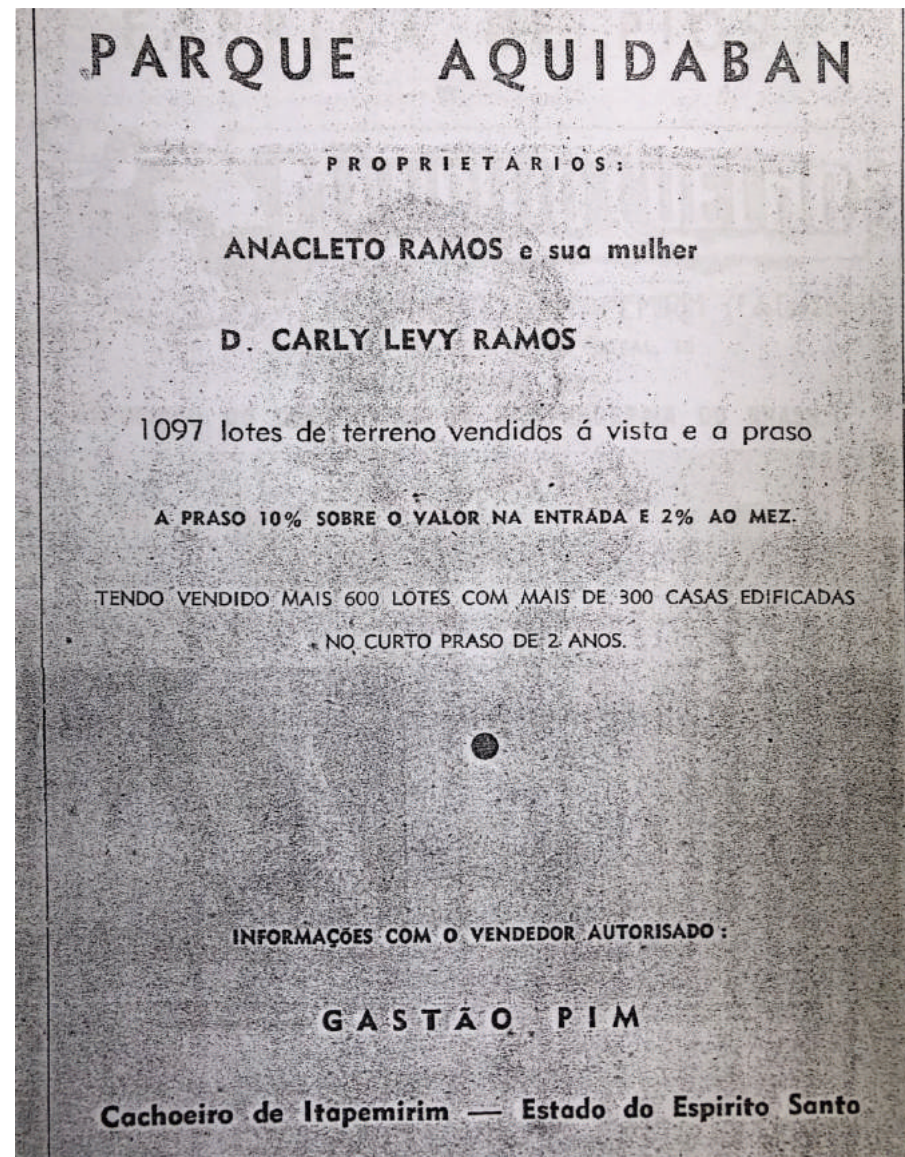 PARQUE AQUIDABAN
PROPRIETARIOS:
ANACLETO RAMOS e sua mulher
D. CARLY LEVY RAMOS
1097 lotes de terreno vendidos á vista e a praso
A PRASO 10% SOBRE O VALOR NA ENTRADA E 2% AO MEZ.
TENDO VENDIDO MAIS 600 LOTES COM MAIS DE 300 CASAS EDIFICADAS
NO CURTO PRASO DE 2 ANOS.
INFORMAÇÕES COM O VENDEDOR AUTORISADO:
GASTÃO PIM
Cachoeiro de Itapemirim — Estado do Espirito Santo